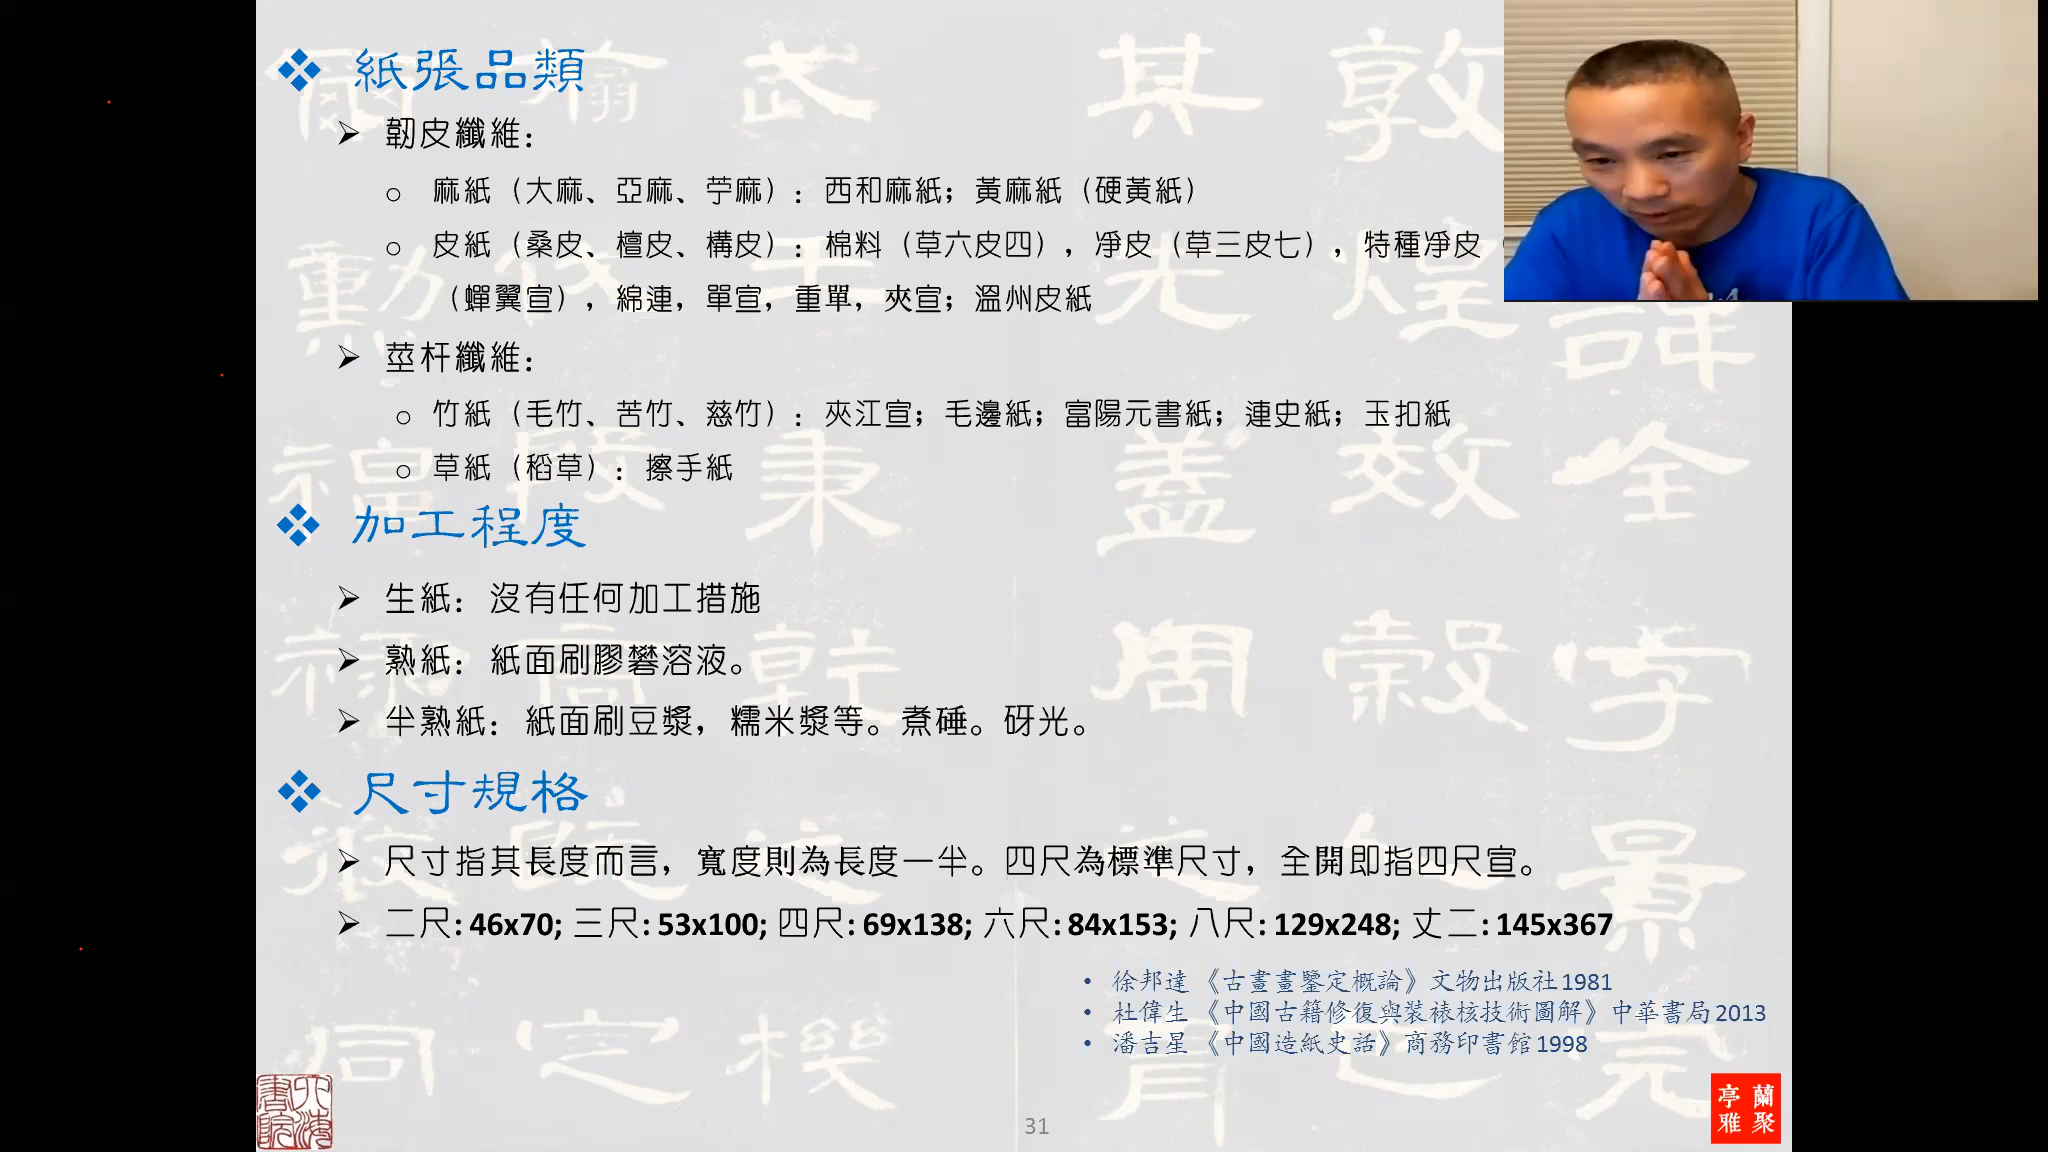 紙張品類
韌皮纖維：
麻紙（大麻、亞麻、苧麻）：西和麻紙；黃麻紙（硬黃紙）
皮紙（桑皮、檀皮、構皮）：棉料（草六皮四），凈皮（草三皮七），特種凈皮
（蟬翼宣），綿連，單宣，重單，夾宣；溫州皮紙
莖杆纖維：
竹紙（毛竹、苦竹、慈竹）：夾江宣；毛邊紙；富陽元書紙；連史紙；玉扣紙
草紙（稻草）：擦手紙
加工程度
生紙：沒有任何加工措施
熟紙：紙面刷膠礬溶液。
半熟紙：紙面刷豆漿，糯米漿等。煮硾。砑光。
尺寸規格
尺寸指其長度而言，寬度則為長度一半。四尺為標準尺寸，全開即指四尺宣。
二尺：46x70; 三尺：53x100; 四尺：69x138; 六尺：84x153; 八尺：129x248; 丈二：145x367
• 徐邦達《古畫畫鑒定概論》文物出版社1981
• 杜偉生《中國古籍修復與裝裱核技術圖解》中華書局2013
• 潘吉星《中國造紙史話》商務印書館1998
31
蘭聚
亭雅